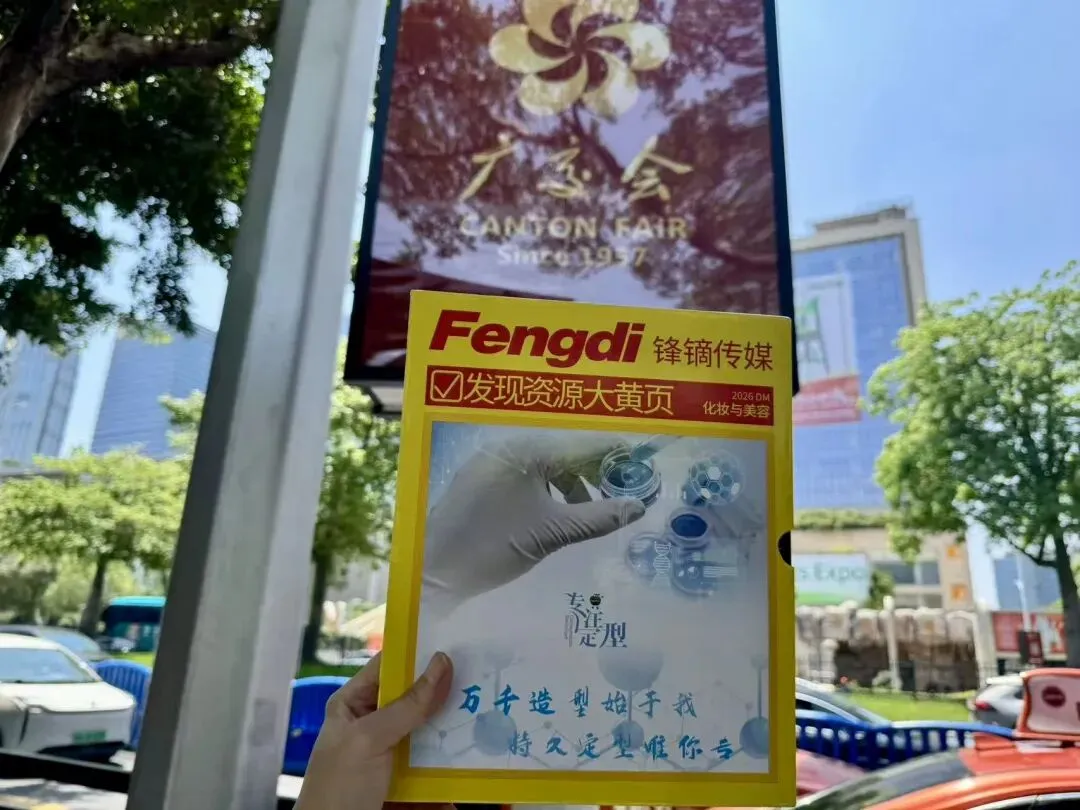 广交会
CANTON FAIR
Since 1957
Fengdi 锋镝传媒
发现资源大黄页
2026 DM
化妆与美容
专注定型
万千造型始于我
持久定型唯你专
Expo